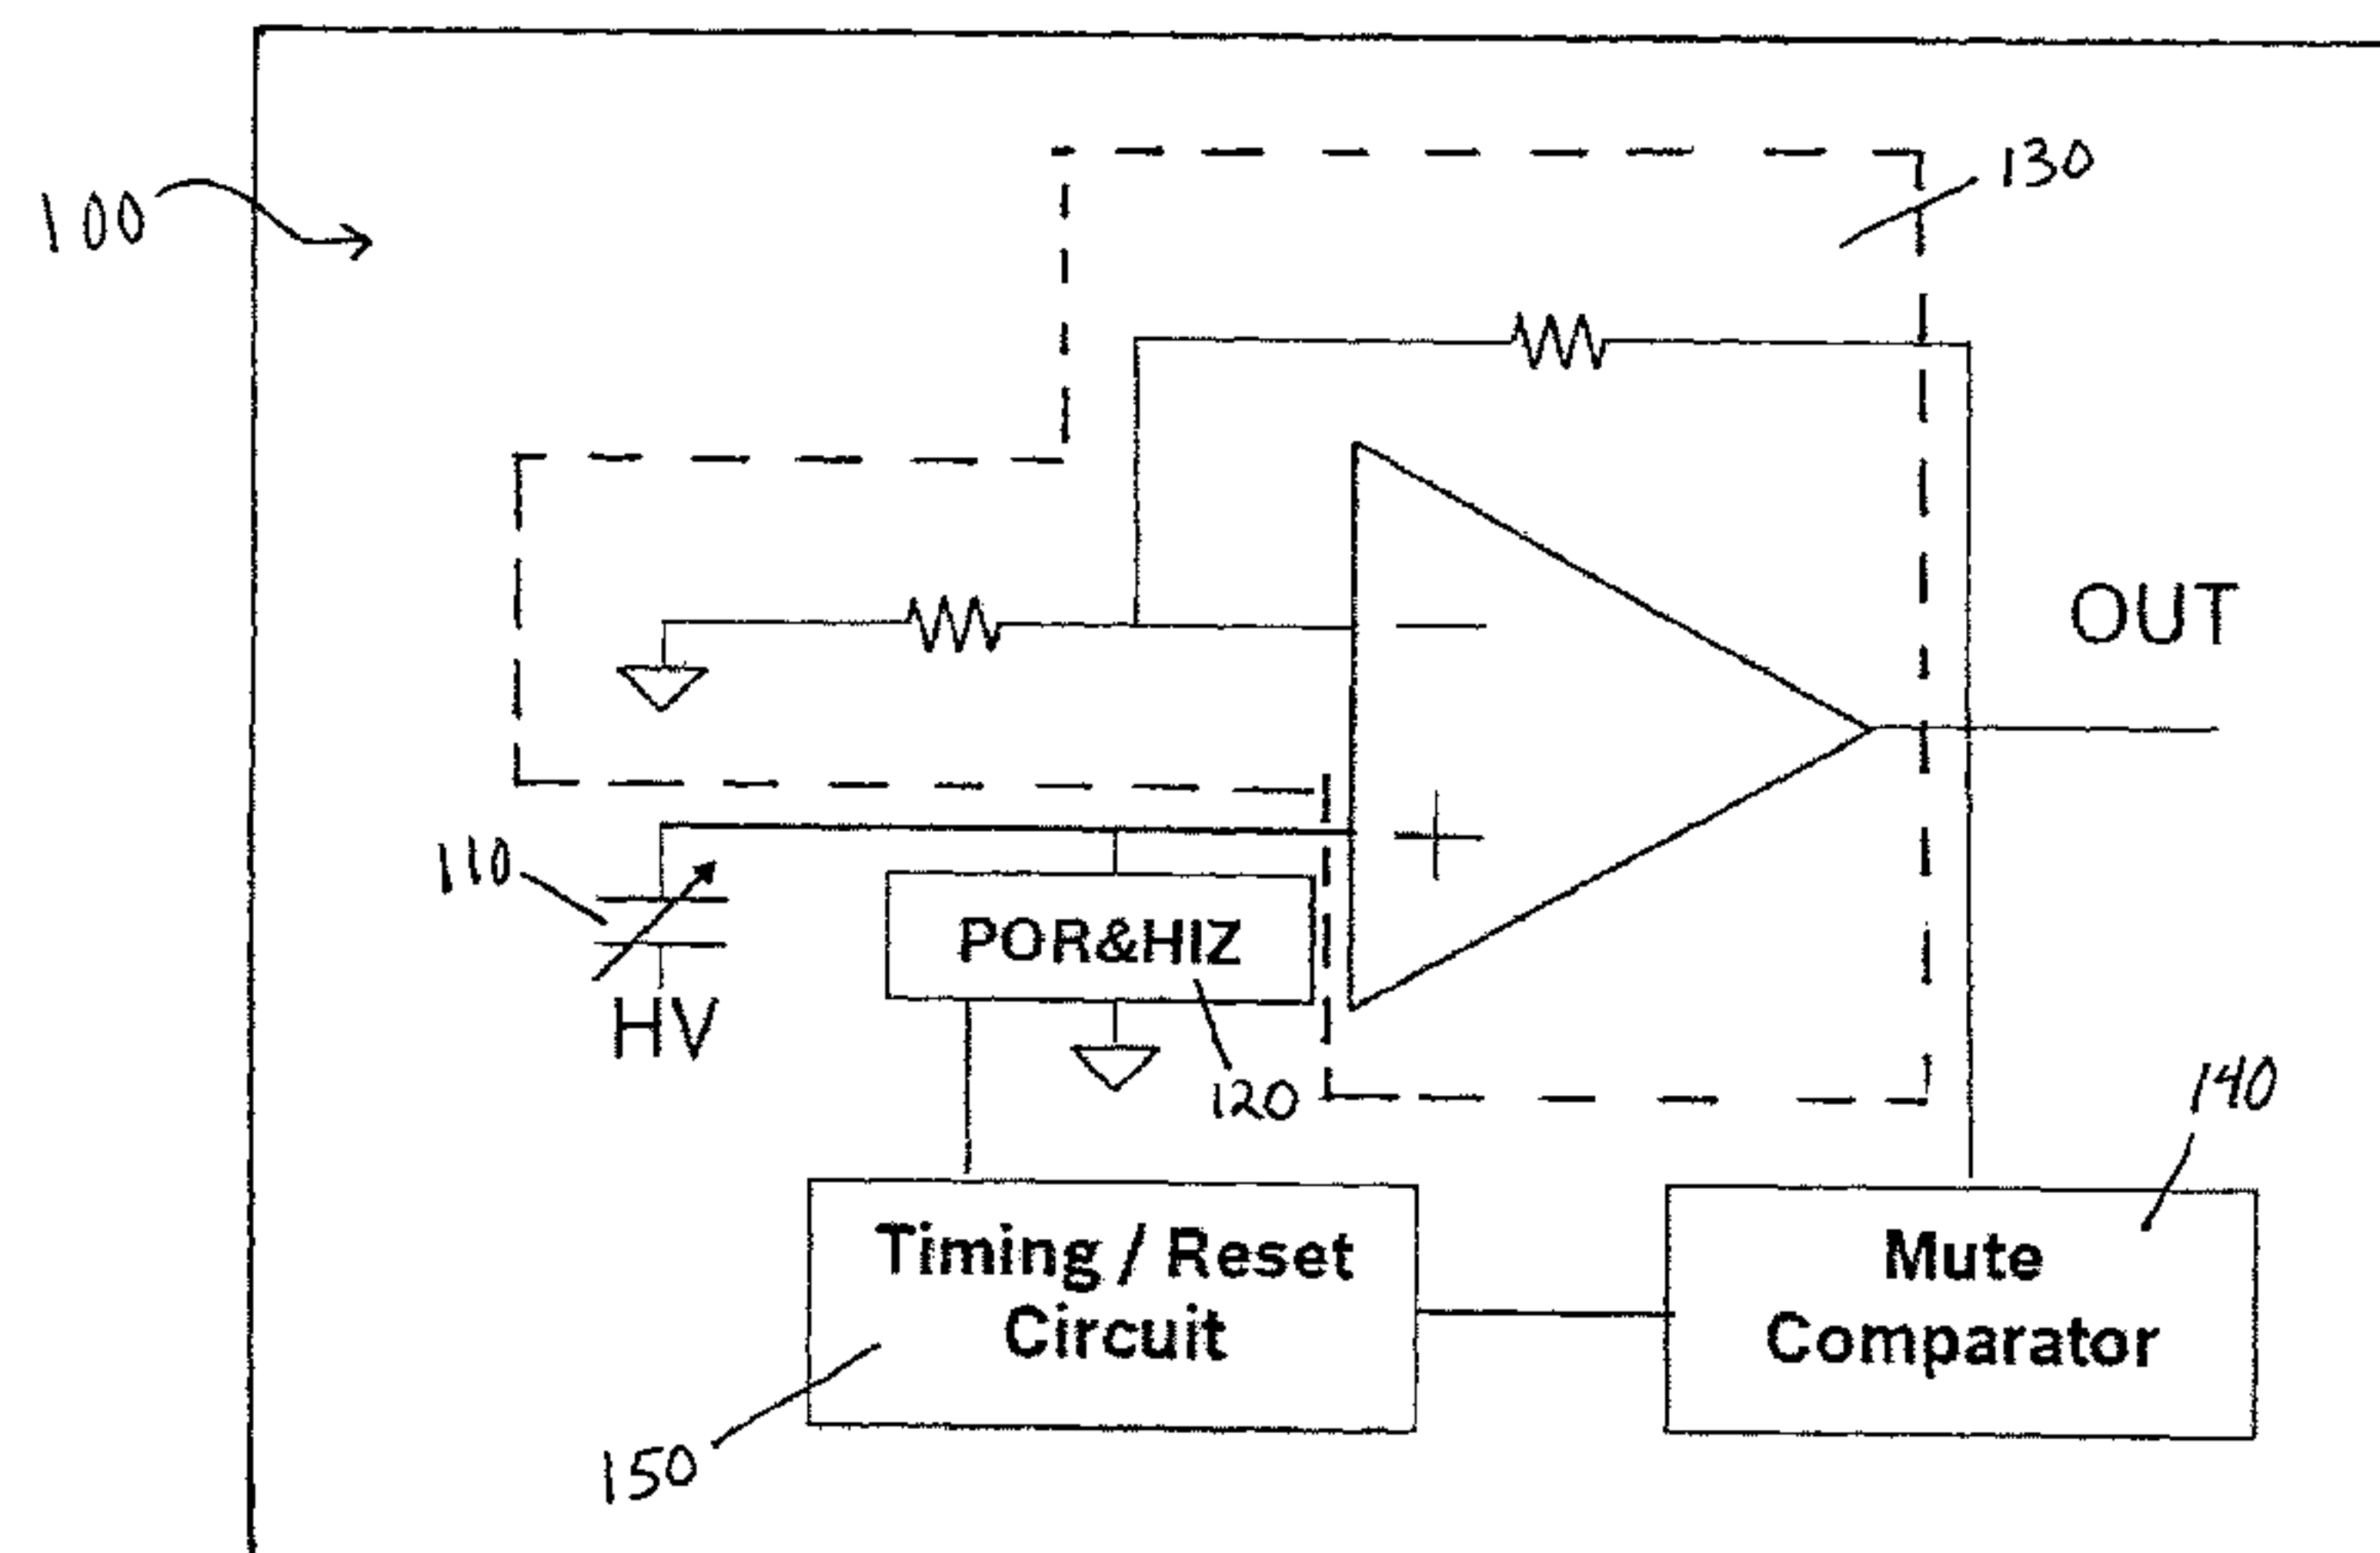 130
100
OUT
−
+
110
POR&HIZ
HV
120
140
Timing / Reset
Circuit
Mute
Comparator
150